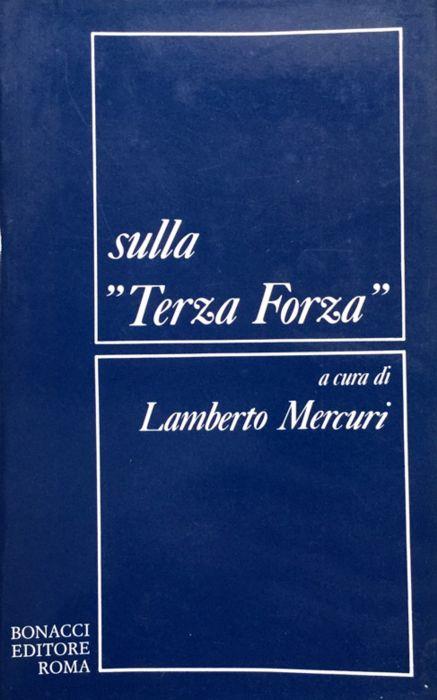 sulla
"Terza Forza"
a cura di
Lamberto Mercuri
BONACCI
EDITORE
ROMA